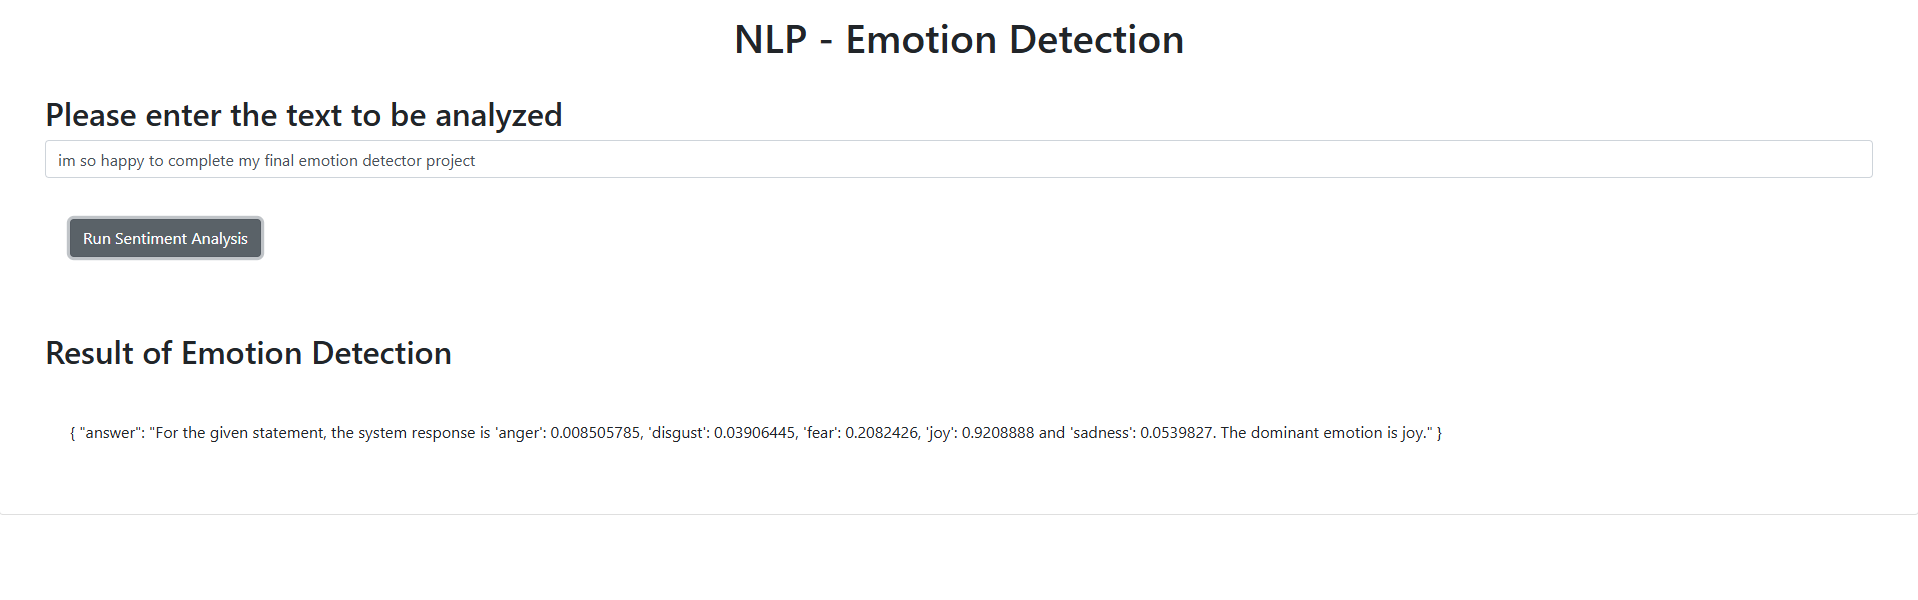 NLP - Emotion Detection
Please enter the text to be analyzed
im so happy to complete my final emotion detector project
Run Sentiment Analysis
Result of Emotion Detection
{ "answer": "For the given statement, the system response is 'anger': 0.008505785, 'disgust': 0.03906445, 'fear': 0.2082426, 'joy': 0.9208888 and 'sadness': 0.0539827. The dominant emotion is joy." }